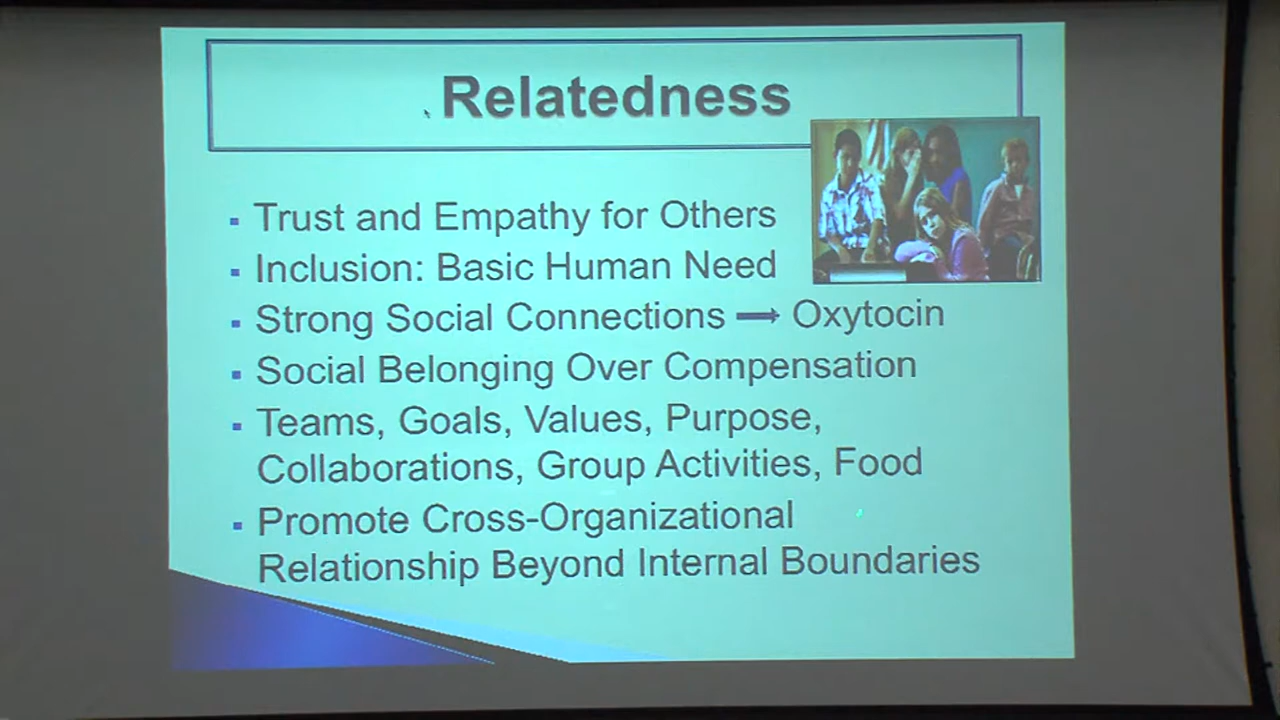 Relatedness
Trust and Empathy for Others
Inclusion: Basic Human Need
Strong Social Connections → Oxytocin
Social Belonging Over Compensation
Teams, Goals, Values, Purpose,
Collaborations, Group Activities, Food
Promote Cross-Organizational
Relationship Beyond Internal Boundaries